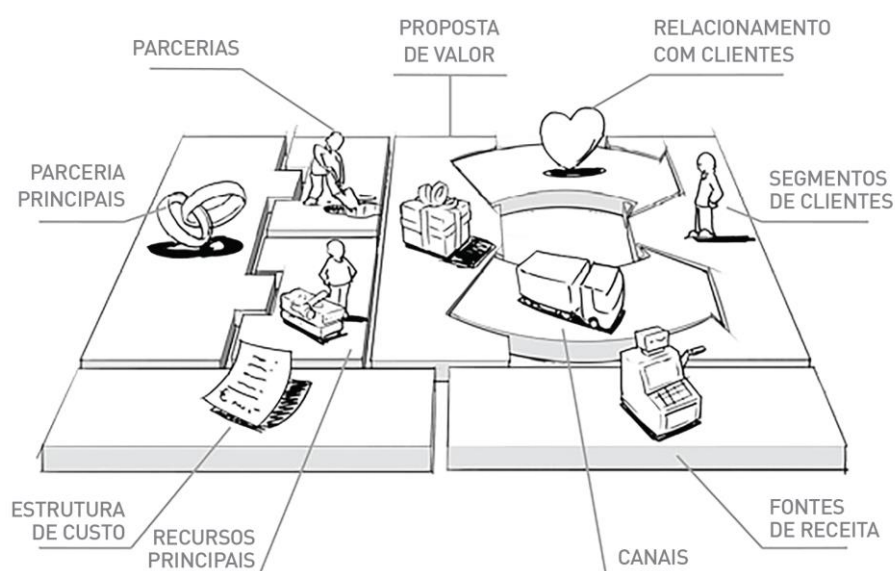 PARCERIAS
PROPOSTA
DE VALOR
RELACIONAMENTO
COM CLIENTES
PARCERIA
PRINCIPAIS
SEGMENTOS
DE CLIENTES
ESTRUTURA
DE CUSTO
RECURSOS
PRINCIPAIS
CANAIS
FONTES
DE RECEITA